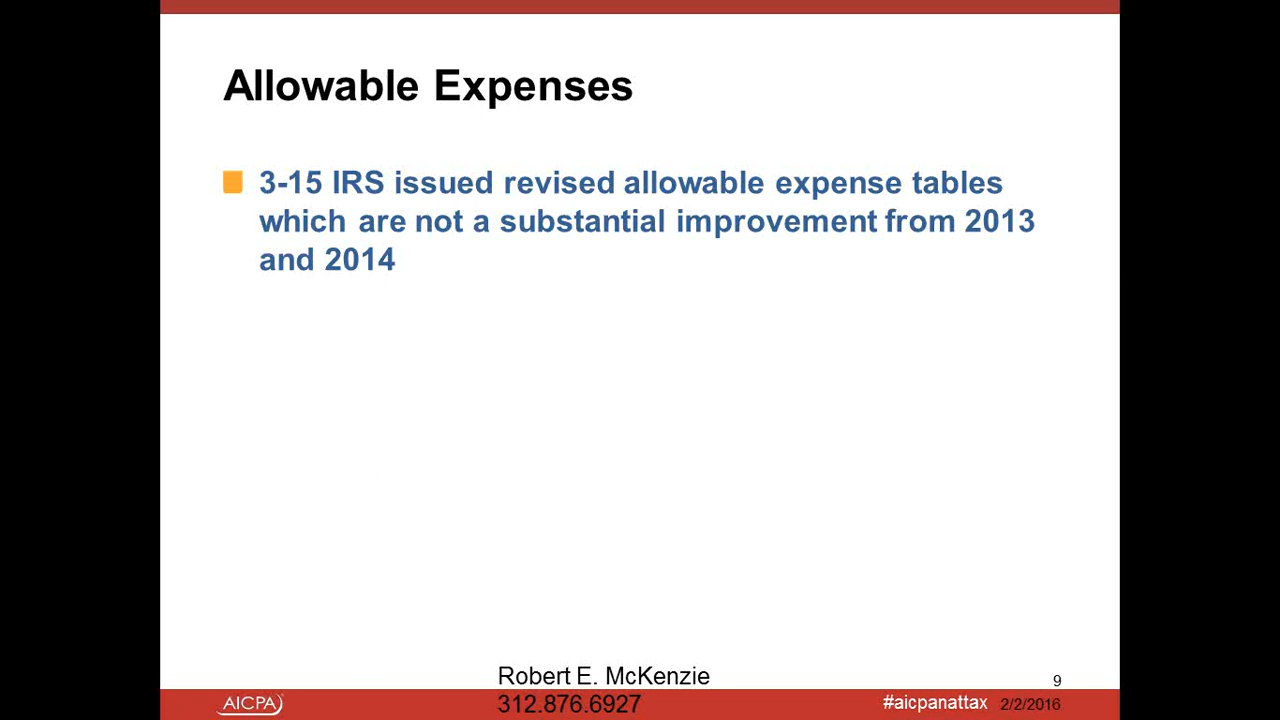 Allowable Expenses
3-15 IRS issued revised allowable expense tables
which are not a substantial improvement from 2013
and 2014
Robert E. McKenzie
312.876.6927
9
AICPA
#aicpanattax
2/2/2016